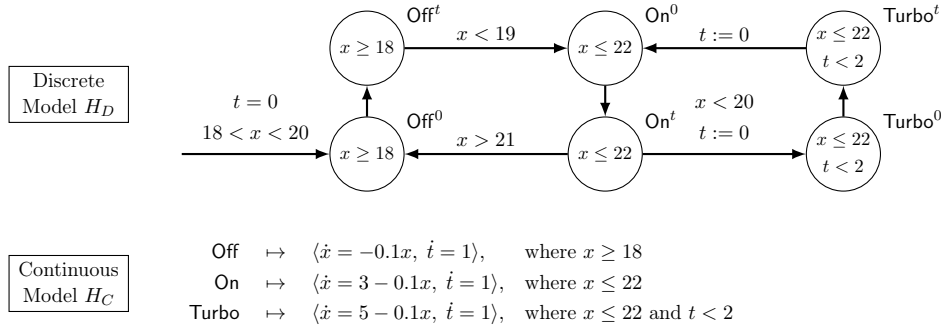 Off^t
On^0
Turbo^t
x ≥ 18
x < 19
x ≤ 22
t := 0
x ≤ 22
t < 2
Discrete
Model H_D
t = 0
18 < x < 20
Off^0
x ≥ 18
x > 21
On^t
x ≤ 22
x < 20
t := 0
Turbo^0
x ≤ 22
t < 2
Continuous
Model H_C
Off ↦ ⟨ẋ = −0.1x, ṫ = 1⟩, where x ≥ 18
On ↦ ⟨ẋ = 3 − 0.1x, ṫ = 1⟩, where x ≤ 22
Turbo ↦ ⟨ẋ = 5 − 0.1x, ṫ = 1⟩, where x ≤ 22 and t < 2